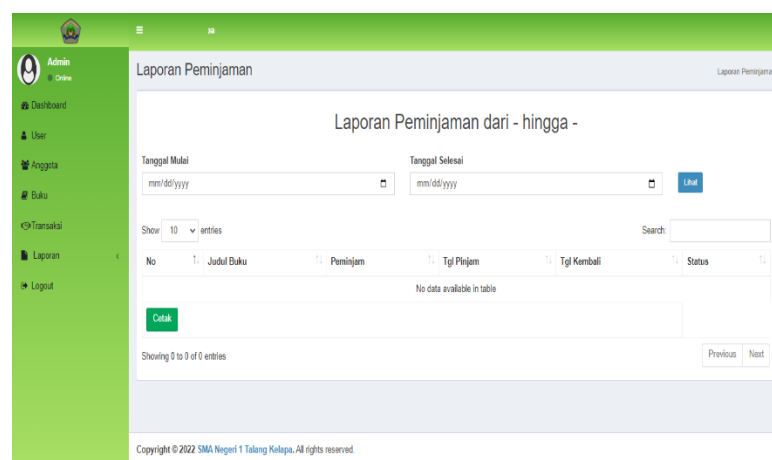 Admin
Online
Dashboard
User
Anggota
Buku
Transaksi
Laporan
Logout
Laporan Peminjaman
Laporan Peminjama
Laporan Peminjaman dari - hingga -
Tanggal Mulai
Tanggal Selesai
mm/dd/yyyy
mm/dd/yyyy
Lihat
Show 10 entries
Search:
No Judul Buku Peminjam Tgl Pinjam Tgl Kembali Status
No data available in table
Cetak
Showing 0 to 0 of 0 entries
Previous Next
Copyright © 2022 SMA Negeri 1 Talang Kelapa. All rights reserved.